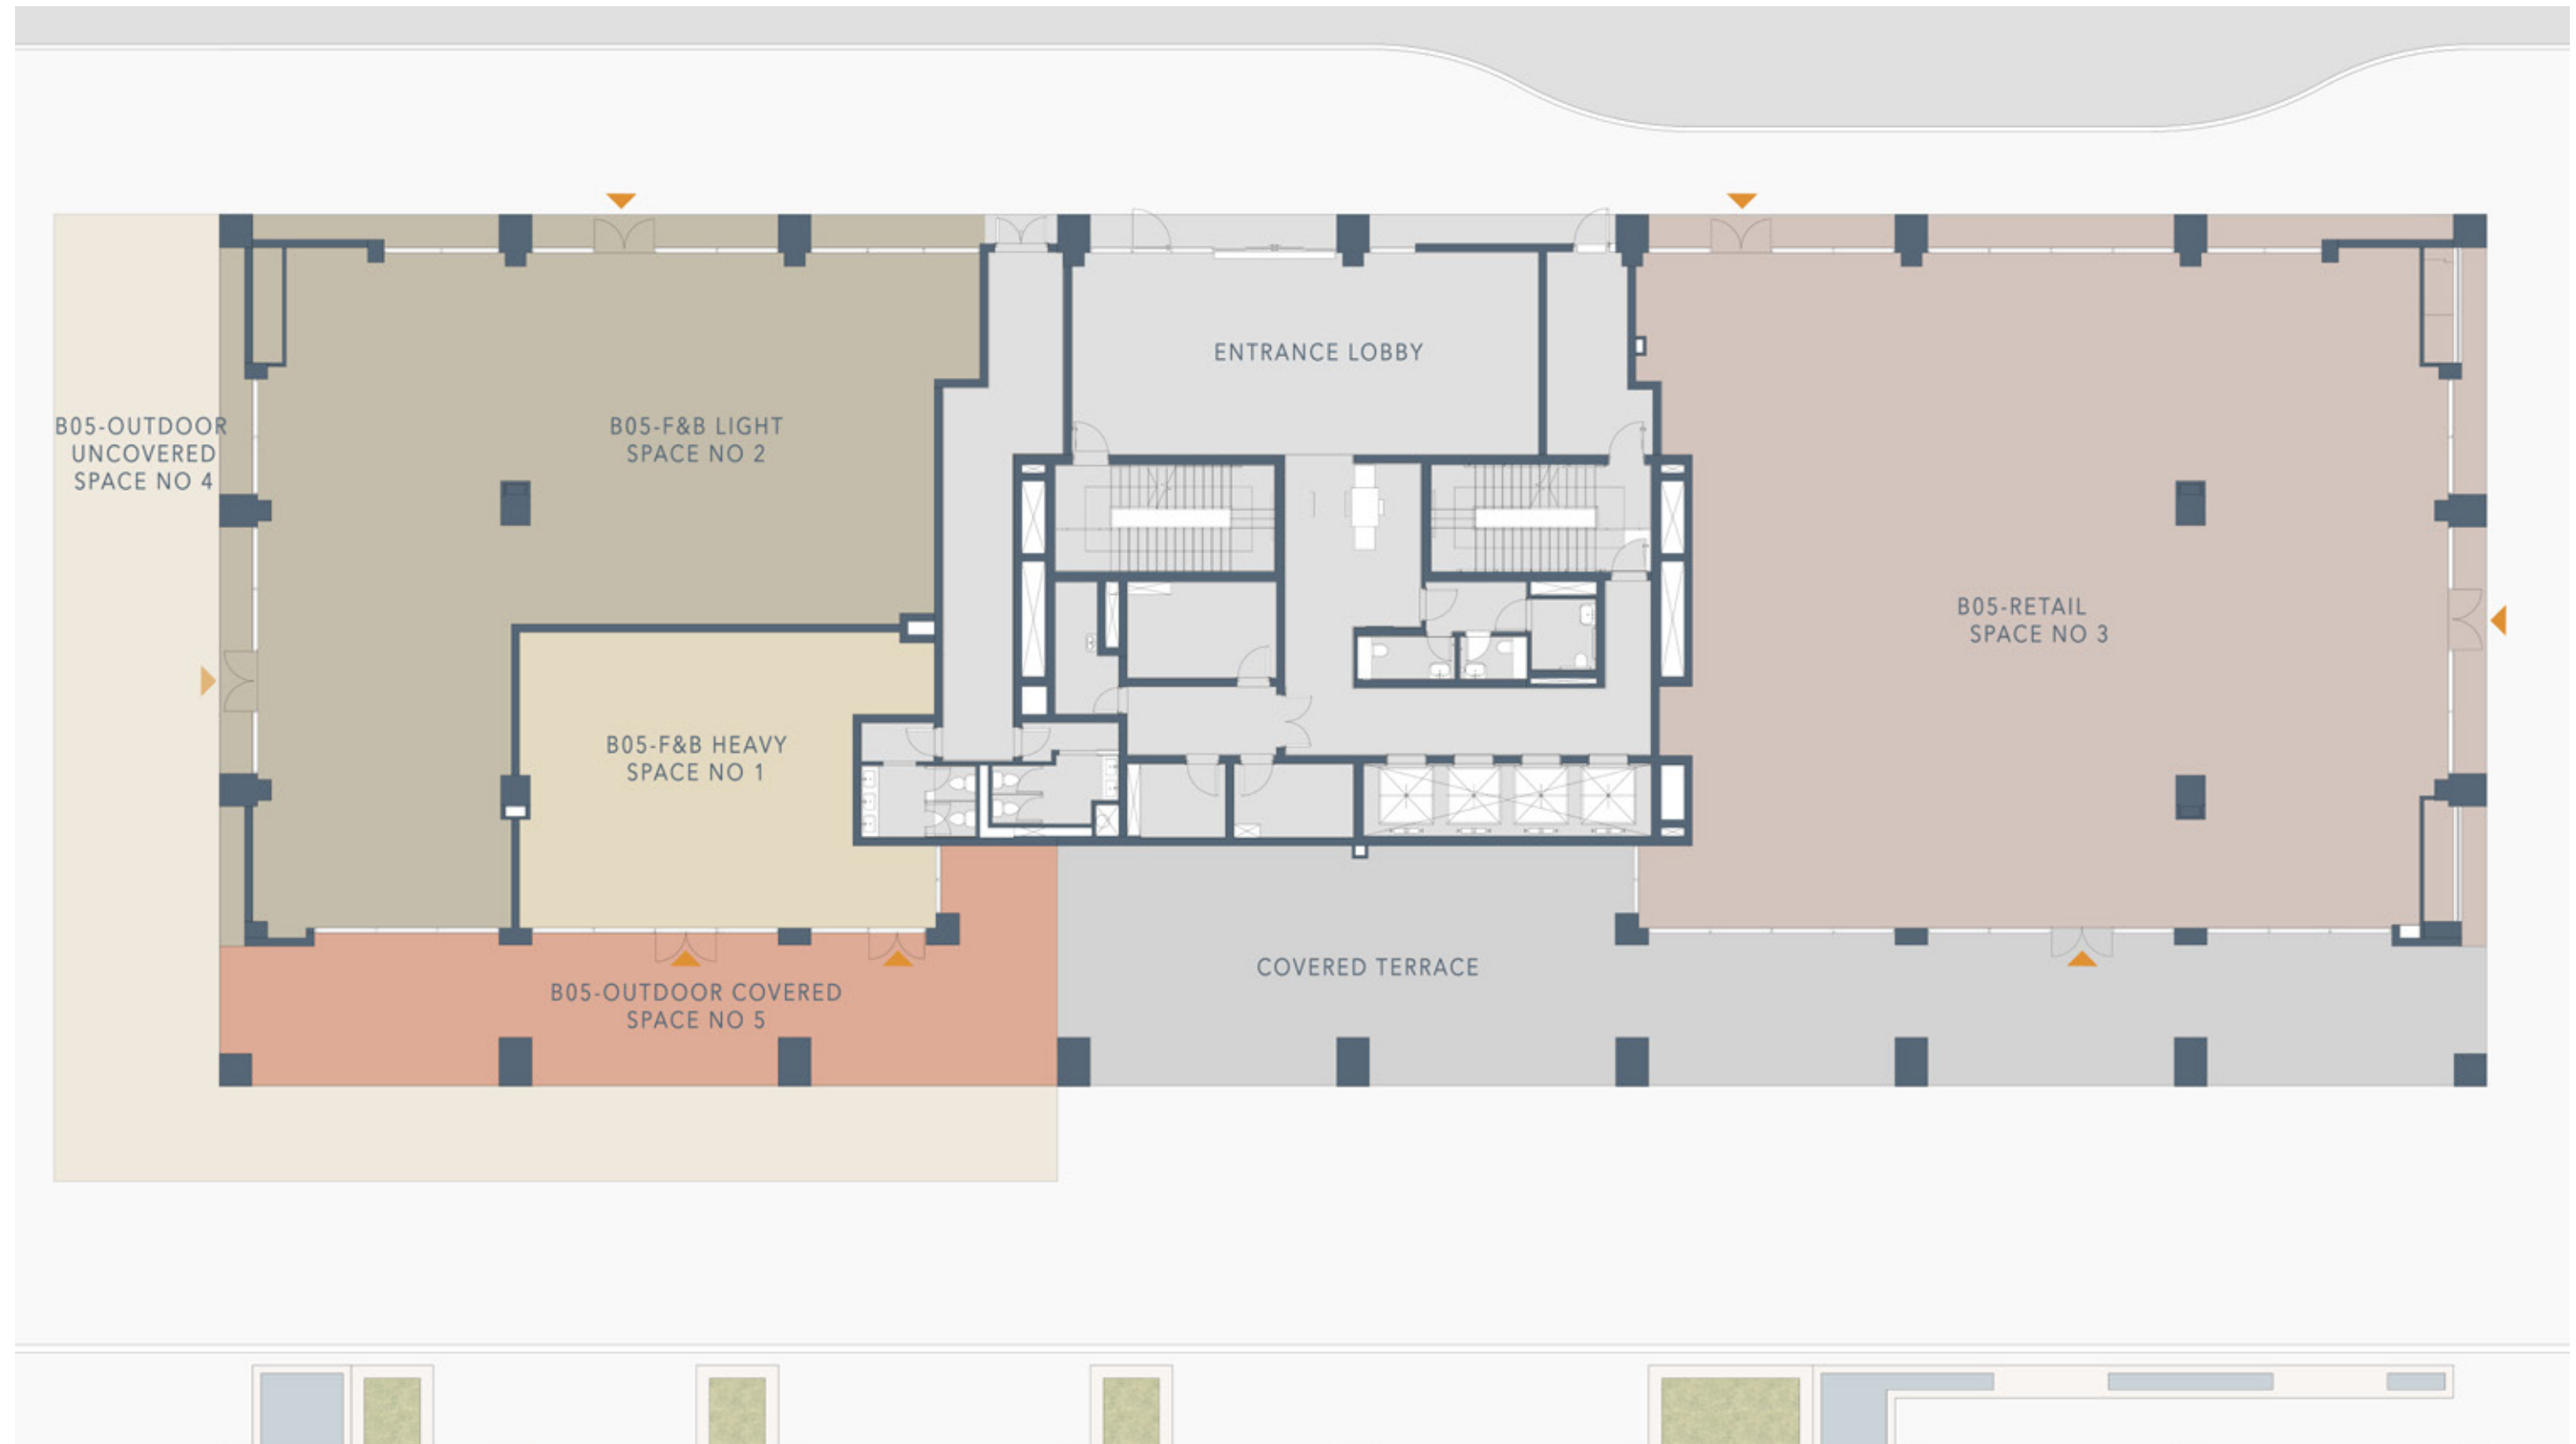 ENTRANCE LOBBY
B05-OUTDOOR
UNCOVERED
SPACE NO 4
B05-F&B LIGHT
SPACE NO 2
B05-RETAIL
SPACE NO 3
B05-F&B HEAVY
SPACE NO 1
COVERED TERRACE
B05-OUTDOOR COVERED
SPACE NO 5